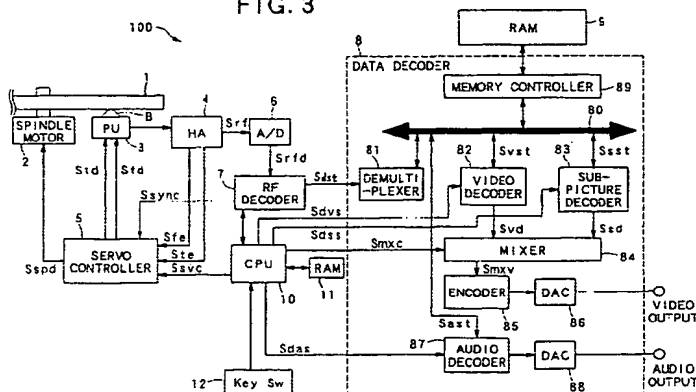 FIG. 3
100
RAM
9
8
DATA DECODER
MEMORY CONTROLLER
89
80
1
B
SPINDLE
MOTOR
2
PU
3
4
HA
Srf
6
A/D
Srfd
7
RF
DECODER
Sdst
81
DEMULTI-
PLEXER
Svst
82
VIDEO
DECODER
Ssst
83
SUB-
PICTURE
DECODER
Std
Sfd
Ssync
5
SERVO
CONTROLLER
Sspd
Sfe
Ste
Ssvc
CPU
10
RAM
11
Sdvs
Sdss
Smxc
Svd
Ssd
MIXER
84
Smxv
ENCODER
85
DAC
86
VIDEO
OUTPUT
Sast
87
AUDIO
DECODER
DAC
88
AUDIO
OUTPUT
Sdas
12
Key Sw